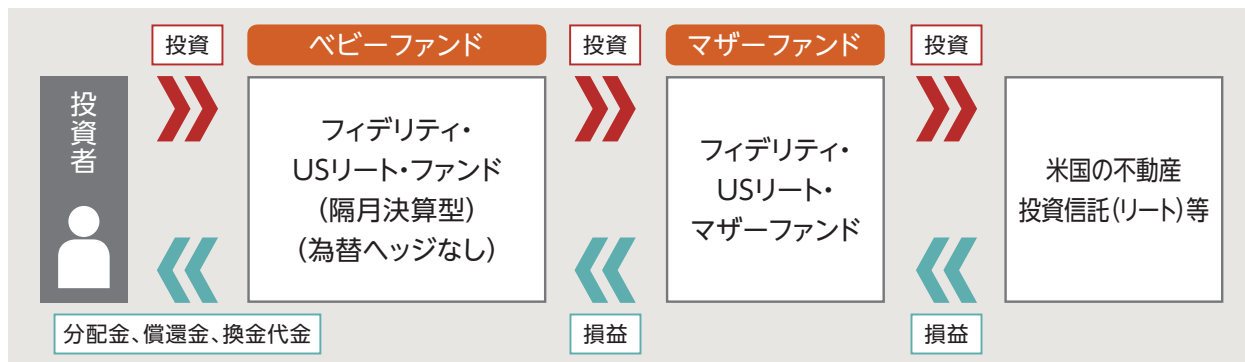 投資
ベビーファンド
投資
マザーファンド
投資
投資者
フィデリティ・
USリート・ファンド
(隔月決算型)
(為替ヘッジなし)
フィデリティ・
USリート・
マザーファンド
米国の不動産
投資信託(リート)等
分配金、償還金、換金代金
損益
損益